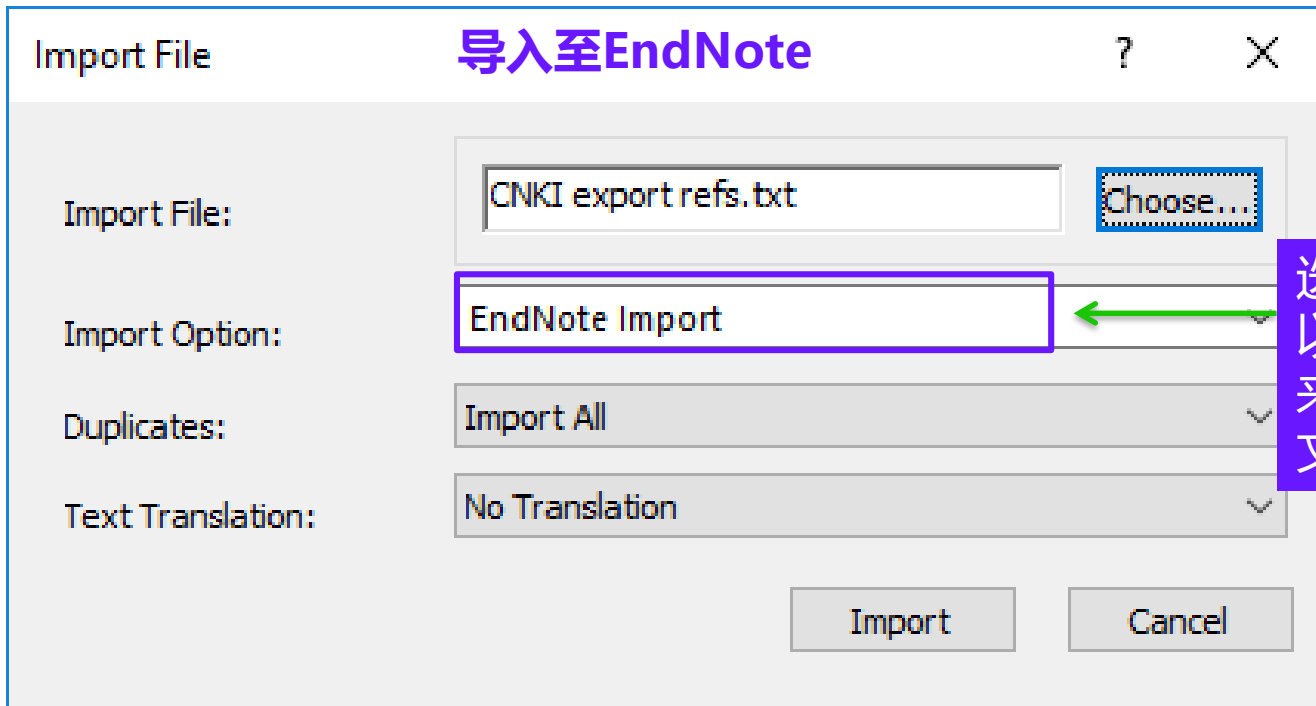 Import File
导入至EndNote
?
Import File:
CNKI export refs.txt
Choose...
Import Option:
EndNote Import
Duplicates:
Import All
Text Translation:
No Translation
Import
Cancel